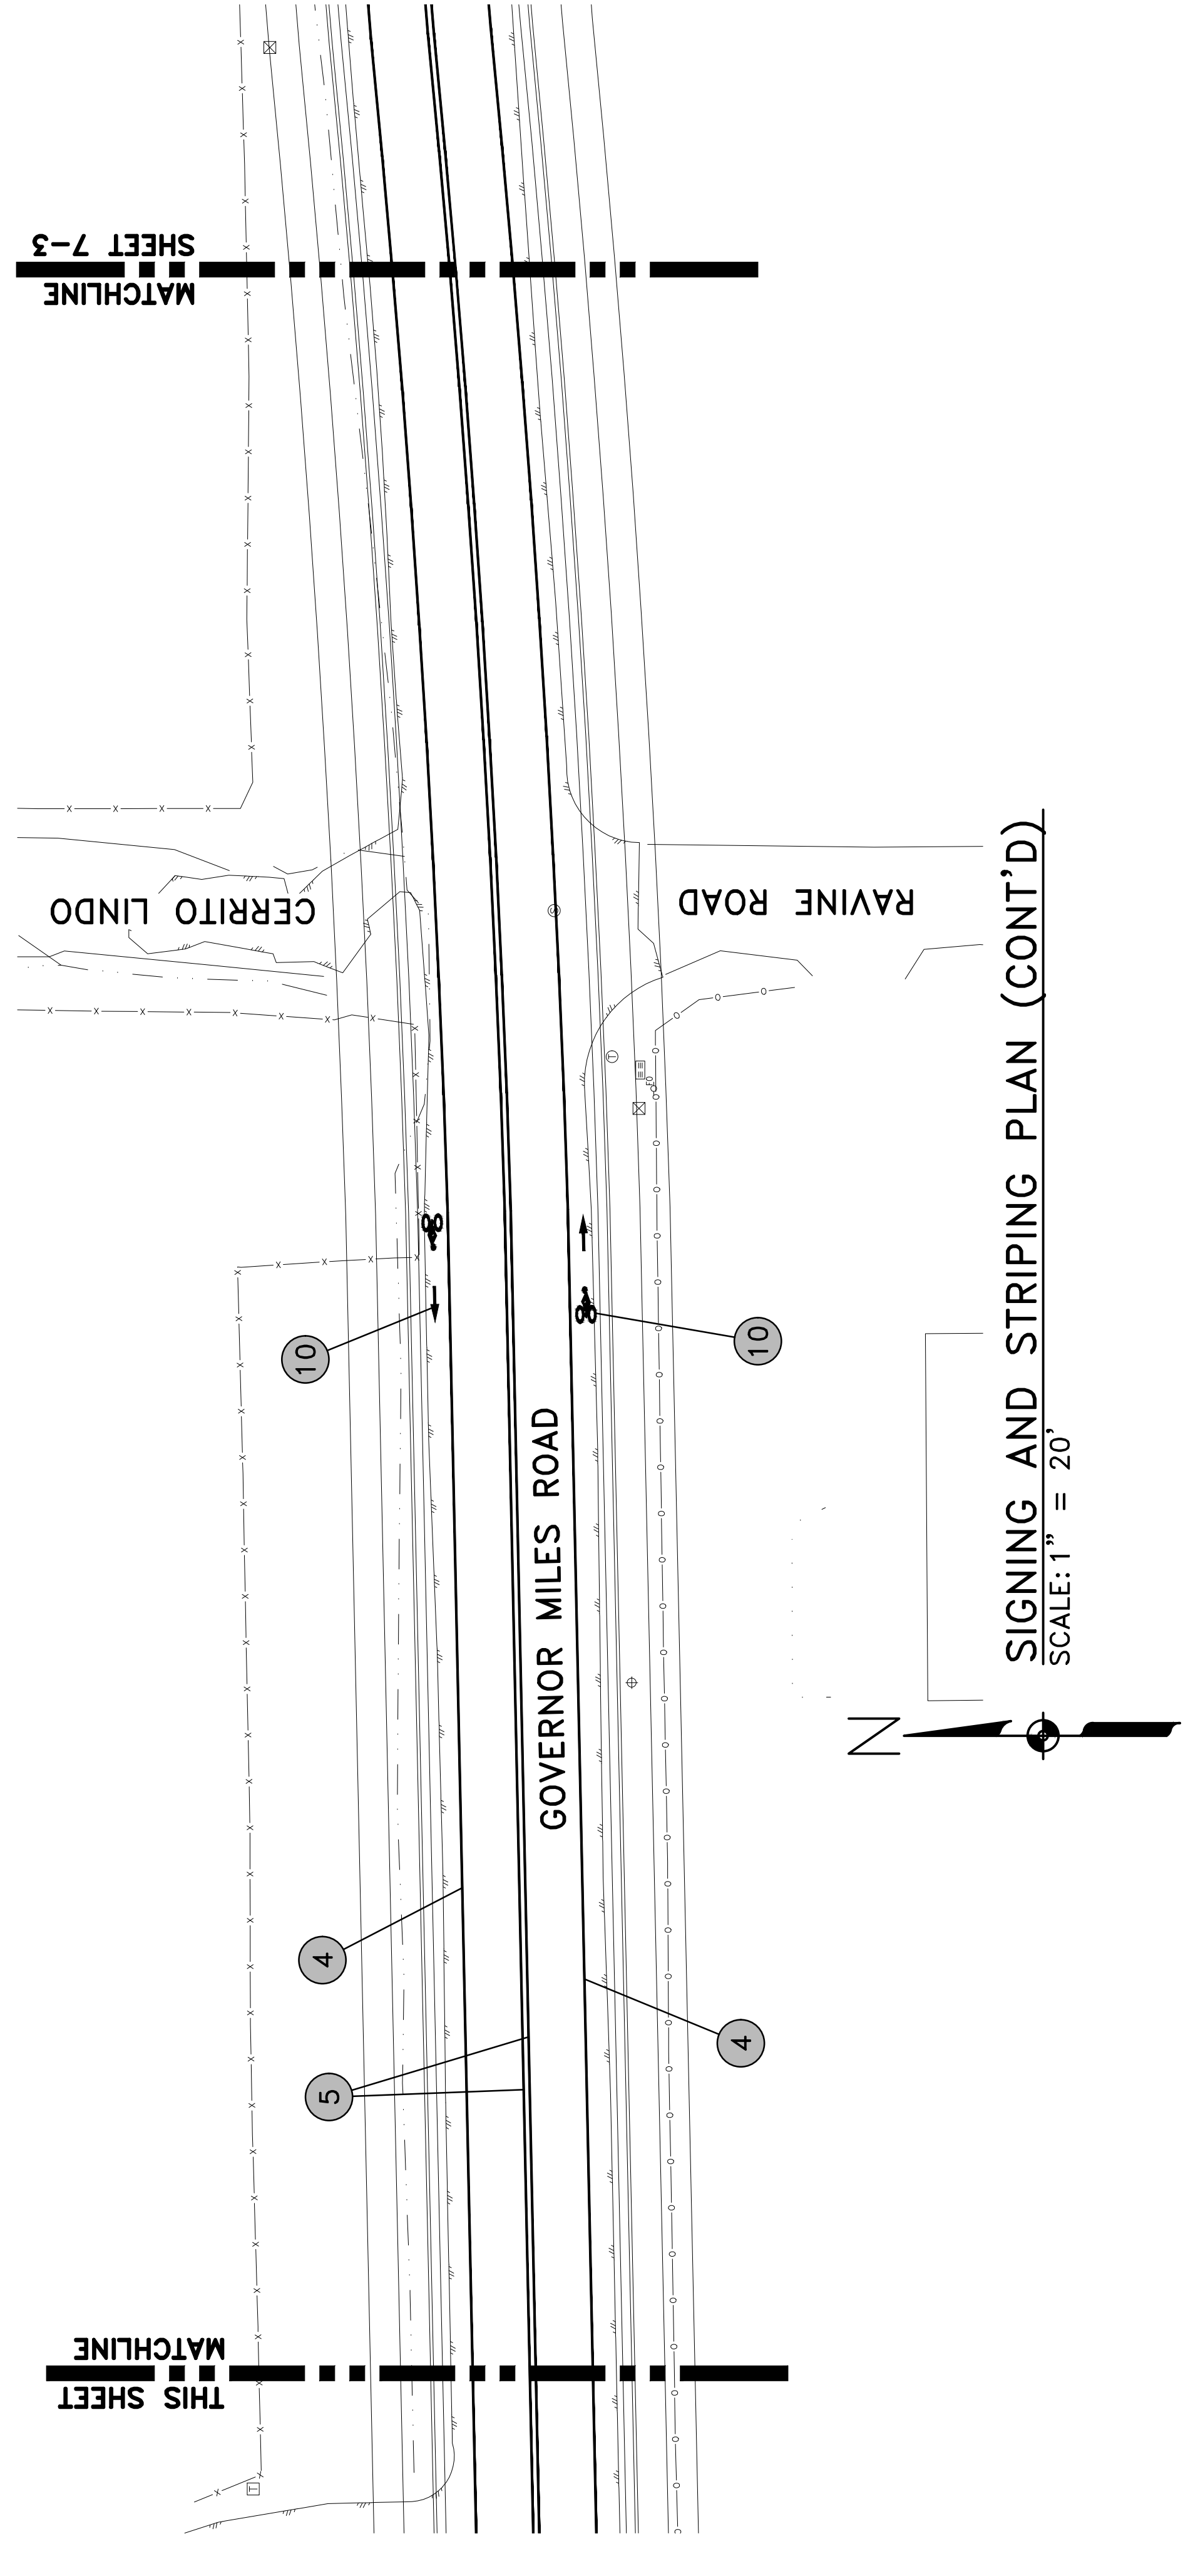 SHEET 7-3
MATCHLINE
CERRITO LINDO
RAVINE ROAD
10
10
GOVERNOR MILES ROAD
4
4
5
MATCHLINE
THIS SHEET
SIGNING AND STRIPING PLAN (CONT'D)
SCALE: 1" = 20'
N
T
S
T